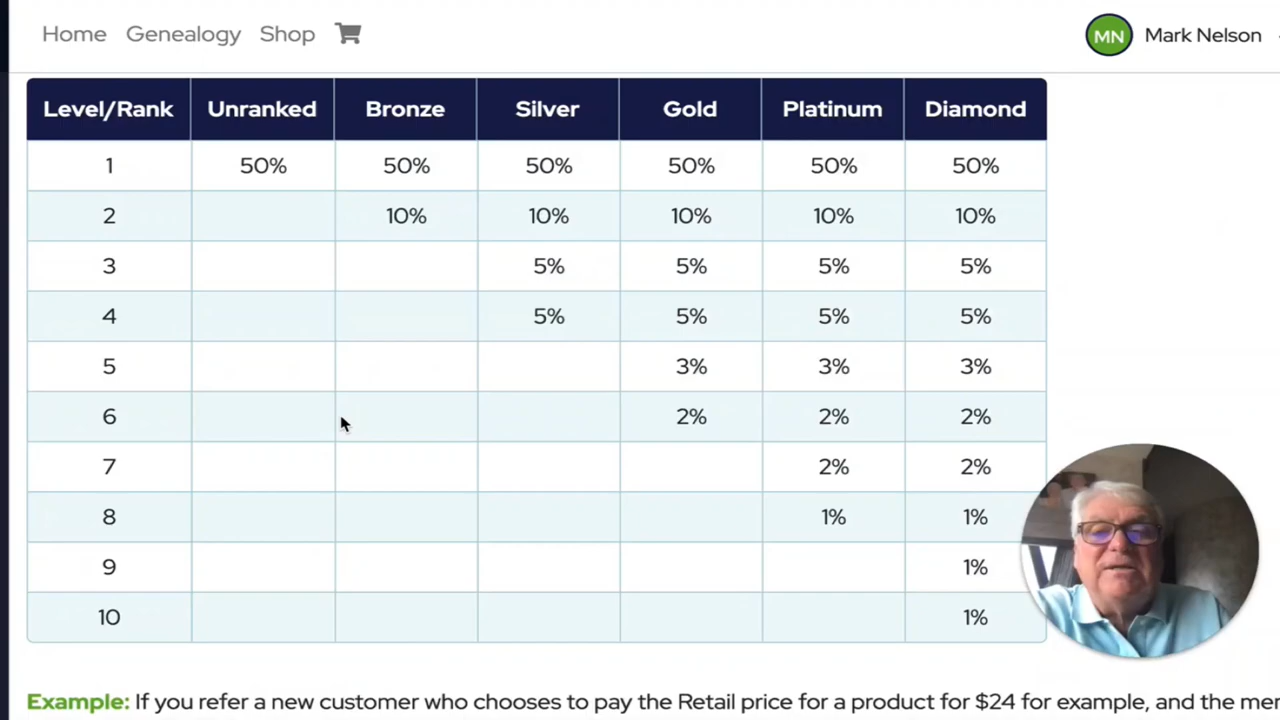 Home Genealogy Shop MN Mark Nelson
Level/Rank Unranked Bronze Silver Gold Platinum Diamond
1 50% 50% 50% 50% 50% 50%
2 10% 10% 10% 10% 10%
3 5% 5% 5% 5%
4 5% 5% 5% 5%
5 3% 3% 3%
6 2% 2% 2%
7 2% 2%
8 1% 1%
9 1%
10 1%
Example: If you refer a new customer who chooses to pay the Retail price for a product for $24 for example, and the